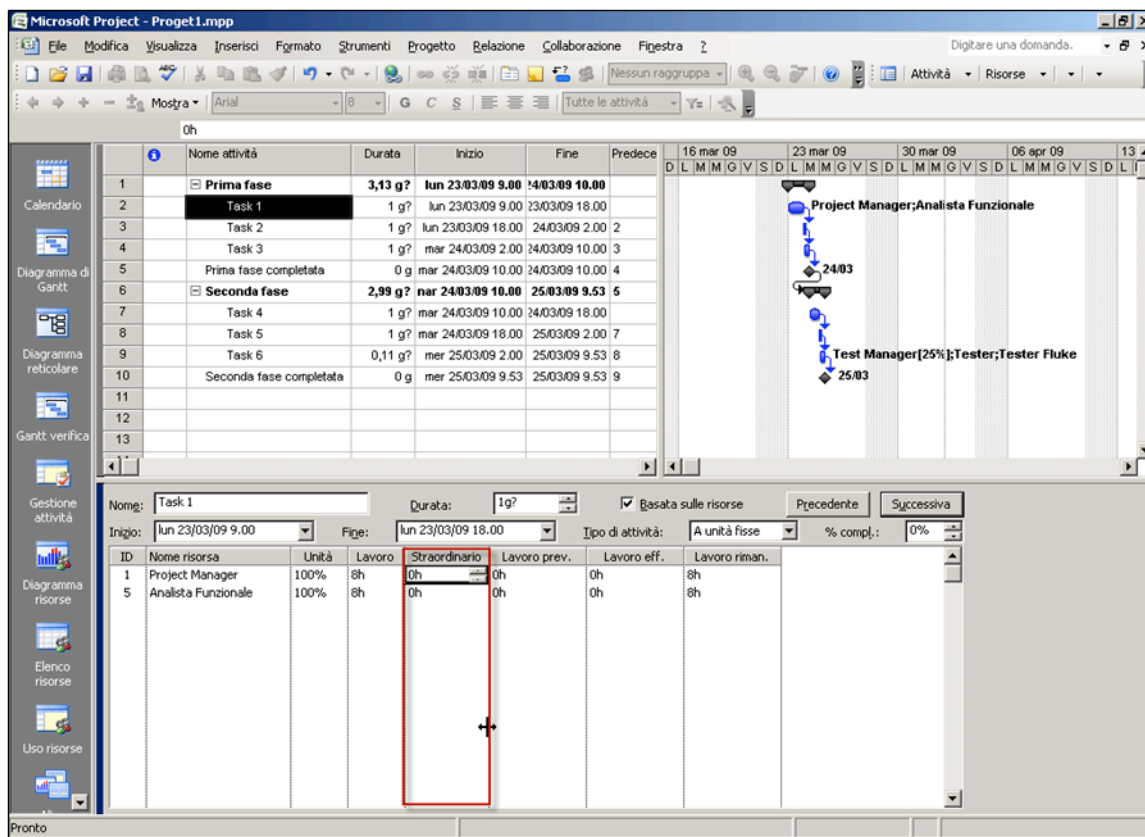 Microsoft Project - Proget1.mpp
File Modifica Visualizza Inserisci Formato Strumenti Progetto Relazione Collaborazione Finestra ? Digitare una domanda.
Nessun raggruppa Attività Risorse
Mostra Arial 8 G C S Tutte le attività
0h
Nome attività Durata Inizio Fine Predece 16 mar 09 23 mar 09 30 mar 09 06 apr 09 13
D L M M G V S D L M M G V S D L M M G V S D L M M G V S D L
1 Prima fase 3,13 g? lun 23/03/09 9.00 24/03/09 10.00
2 Task 1 1 g? lun 23/03/09 9.00 23/03/09 18.00 Project Manager;Analista Funzionale
3 Task 2 1 g? lun 23/03/09 18.00 24/03/09 2.00 2
4 Task 3 1 g? mar 24/03/09 2.00 24/03/09 10.00 3
5 Prima fase completata 0 g mar 24/03/09 10.00 24/03/09 10.00 4 24/03
6 Seconda fase 2,99 g? mar 24/03/09 10.00 25/03/09 9.53 5
7 Task 4 1 g? mar 24/03/09 10.00 24/03/09 18.00
8 Task 5 1 g? mar 24/03/09 18.00 25/03/09 2.00 7
9 Task 6 0,11 g? mer 25/03/09 2.00 25/03/09 9.53 8 Test Manager[25%];Tester;Tester Fluke
10 Seconda fase completata 0 g mer 25/03/09 9.53 25/03/09 9.53 9 25/03
11
12
13
Calendario
Diagramma di
Gantt
Diagramma
reticolare
Gantt verifica
Gestione
attività
Diagramma
risorse
Elenco
risorse
Uso risorse
Nome: Task 1 Durata: 1g? Basata sulle risorse Precedente Successiva
Inizio: lun 23/03/09 9.00 Fine: lun 23/03/09 18.00 Tipo di attività: A unità fisse % compl.: 0%
ID Nome risorsa Unità Lavoro Straordinario Lavoro prev. Lavoro eff. Lavoro riman.
1 Project Manager 100% 8h 0h 0h 0h 8h
5 Analista Funzionale 100% 8h 0h 0h 0h 8h
Pronto